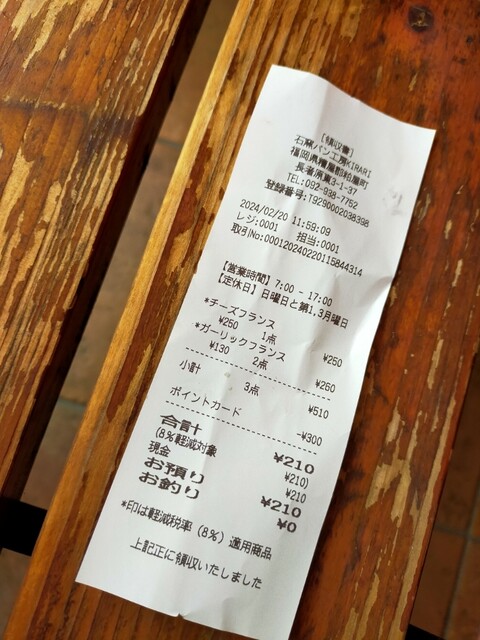 [領収書]
石窯パン工房KIRARI
福岡県糟屋郡粕屋町
長者原東3-1-37
TEL:092-938-7752
登録番号:T9290002038398
2024/02/20 11:59:09
レジ:0001 担当:0001
取引No:00012024022011584​4314
【営業時間】7:00 - 17:00
【定休日】日曜日と第1,3月曜日
*チーズフランス
¥250 1点 ¥250
*ガーリックフランス
¥130 2点 ¥260
小計 3点 ¥510
ポイントカード -¥300
合計 ¥210
(8%軽減対象 ¥210)
現金 ¥210
お預り ¥210
お釣り ¥0
*印は軽減税率(8%)適用商品
上記正に領収いたしました